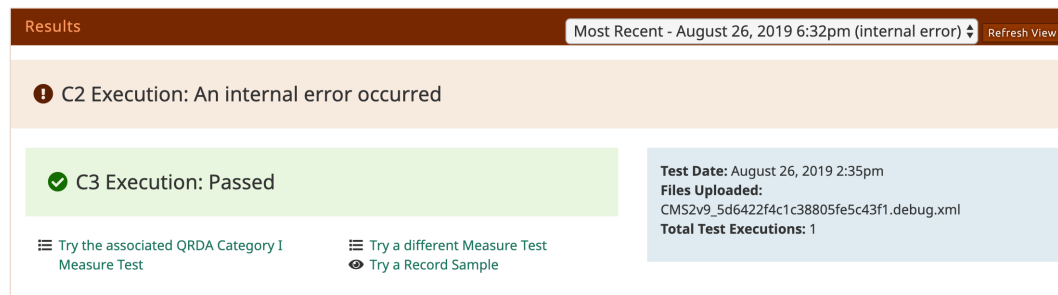 Results
Most Recent - August 26, 2019 6:32pm (internal error)
Refresh View
C2 Execution: An internal error occurred
C3 Execution: Passed
Test Date: August 26, 2019 2:35pm
Files Uploaded:
CMS2v9_5d6422f4c1c38805fe5c43f1.debug.xml
Total Test Executions: 1
Try the associated QRDA Category I
Measure Test
Try a different Measure Test
Try a Record Sample